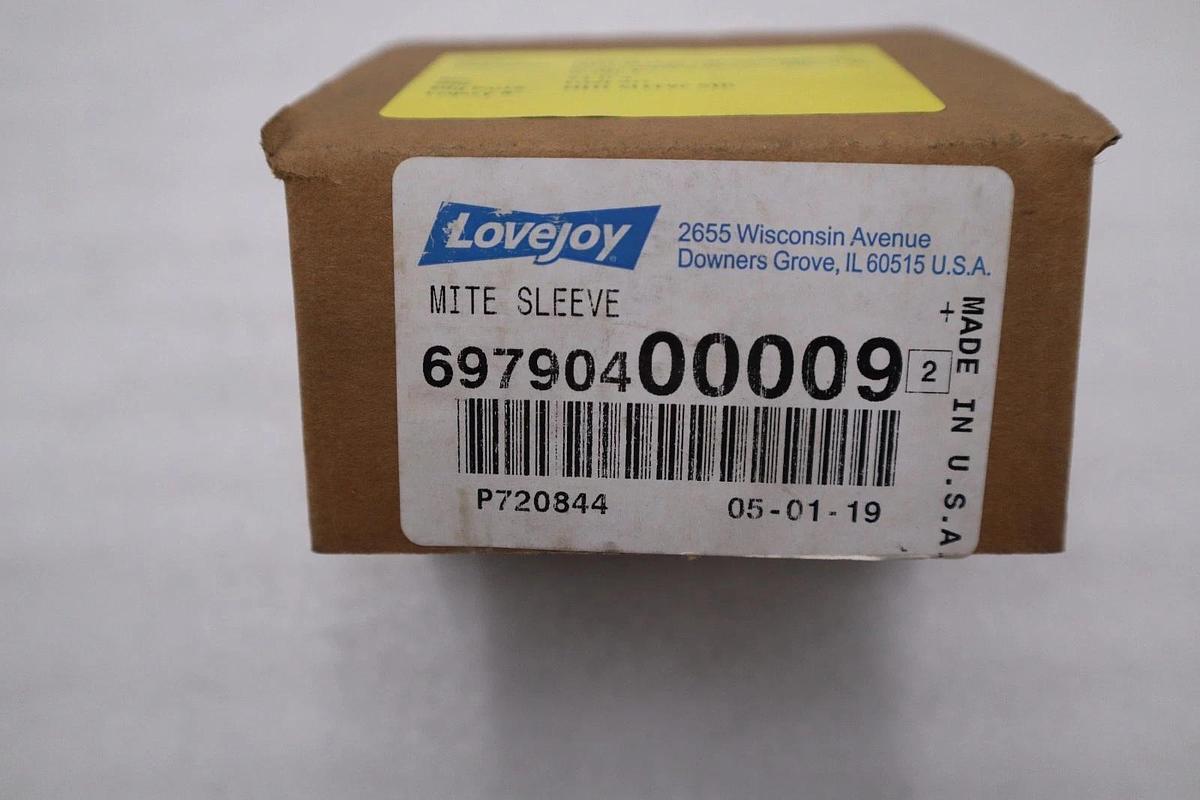 Lovejoy
2655 Wisconsin Avenue
Downers Grove, IL 60515 U.S.A.
MITE SLEEVE
69790400009 2
+
MADE IN U.S.A.
P720844 05-01-19